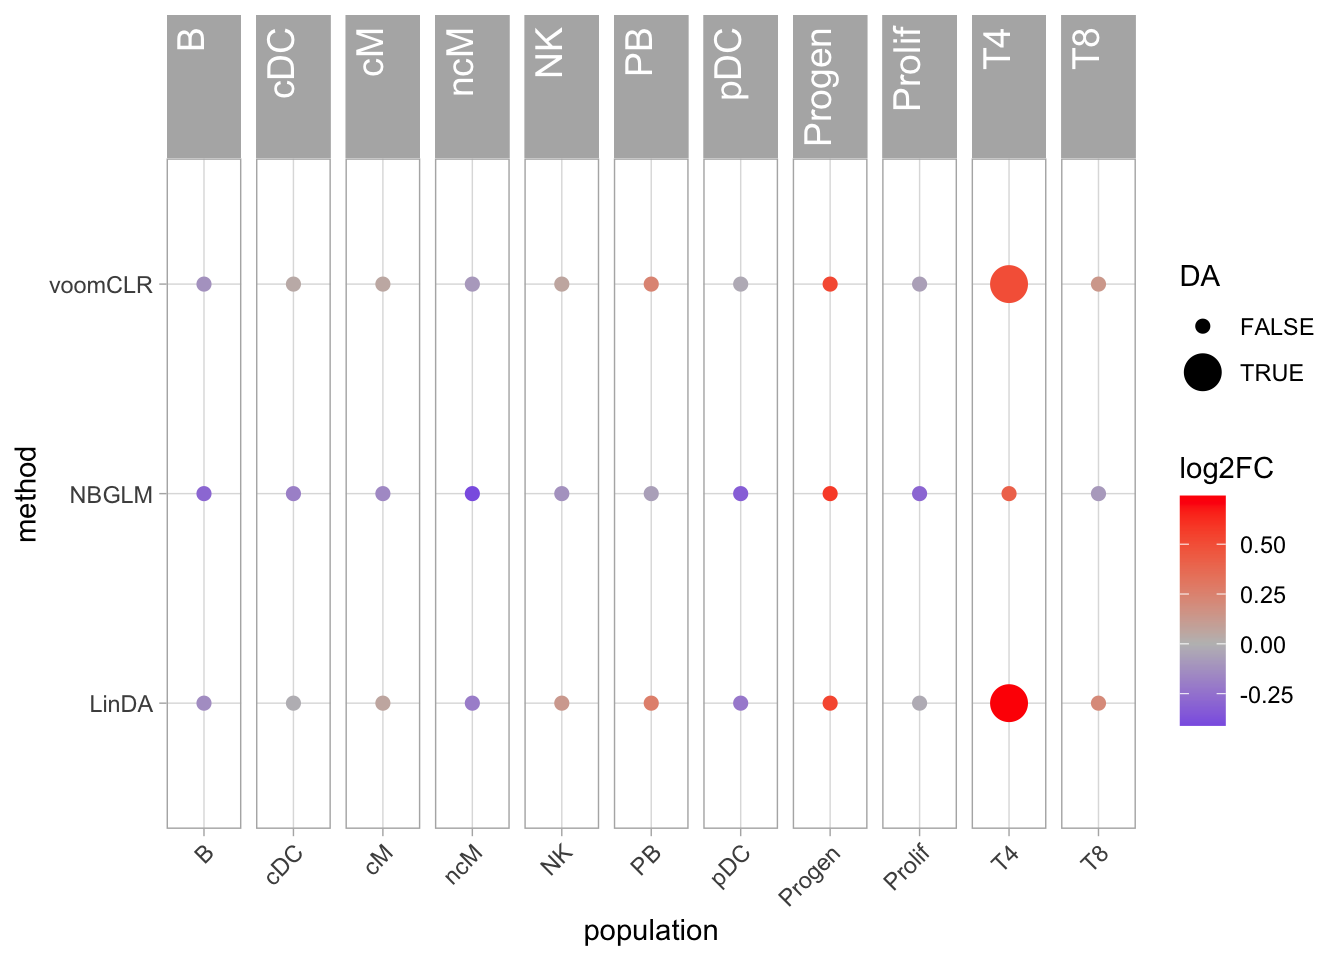 B cDC cM ncM NK PB pDC Progen Prolif T4 T8
voomCLR
NBGLM
LinDA
method
B cDC cM ncM NK PB pDC Progen Prolif T4 T8
population
DA
FALSE
TRUE
log2FC
0.50
0.25
0.00
-0.25